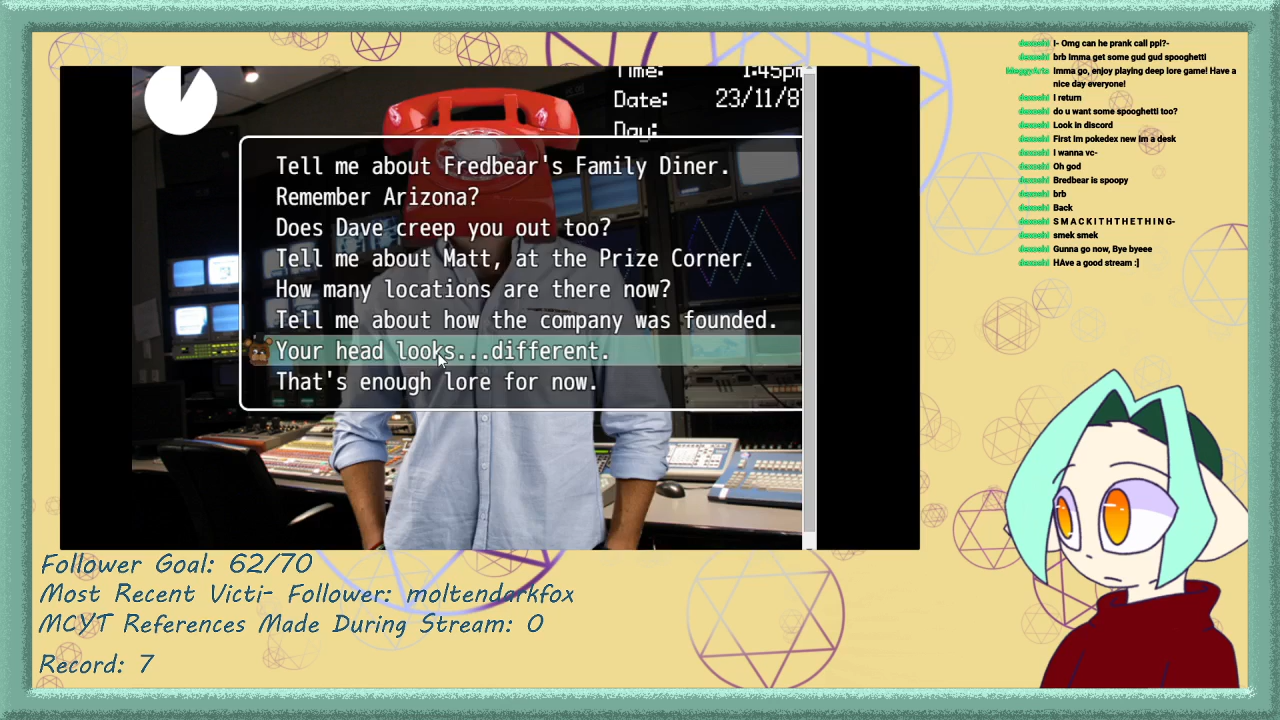 Time: 1:45pm
Date: 23/11/87
Day:
Tell me about Fredbear's Family Diner.
Remember Arizona?
Does Dave creep you out too?
Tell me about Matt, at the Prize Corner.
How many locations are there now?
Tell me about how the company was founded.
Your head looks...different.
That's enough lore for now.
Follower Goal: 62/70
Most Recent Victi- Follower: moltendarkfox
MCYT References Made During Stream: 0
Record: 7
I- Omg can he prank call ppl?-
brb Imma get some gud gud spooghetti
MaggyArts Imma go, enjoy playing deep lore game! Have a
nice day everyone!
I return
do u want some spooghetti too?
Look in discord
First im pokedex new im a desk
I wanna vc-
Oh god
Bredbear is spoopy
brb
Back
S M A C K I T H T H E T H I N G-
smek smek
Gunna go now, Bye byeee
HAve a good stream :]